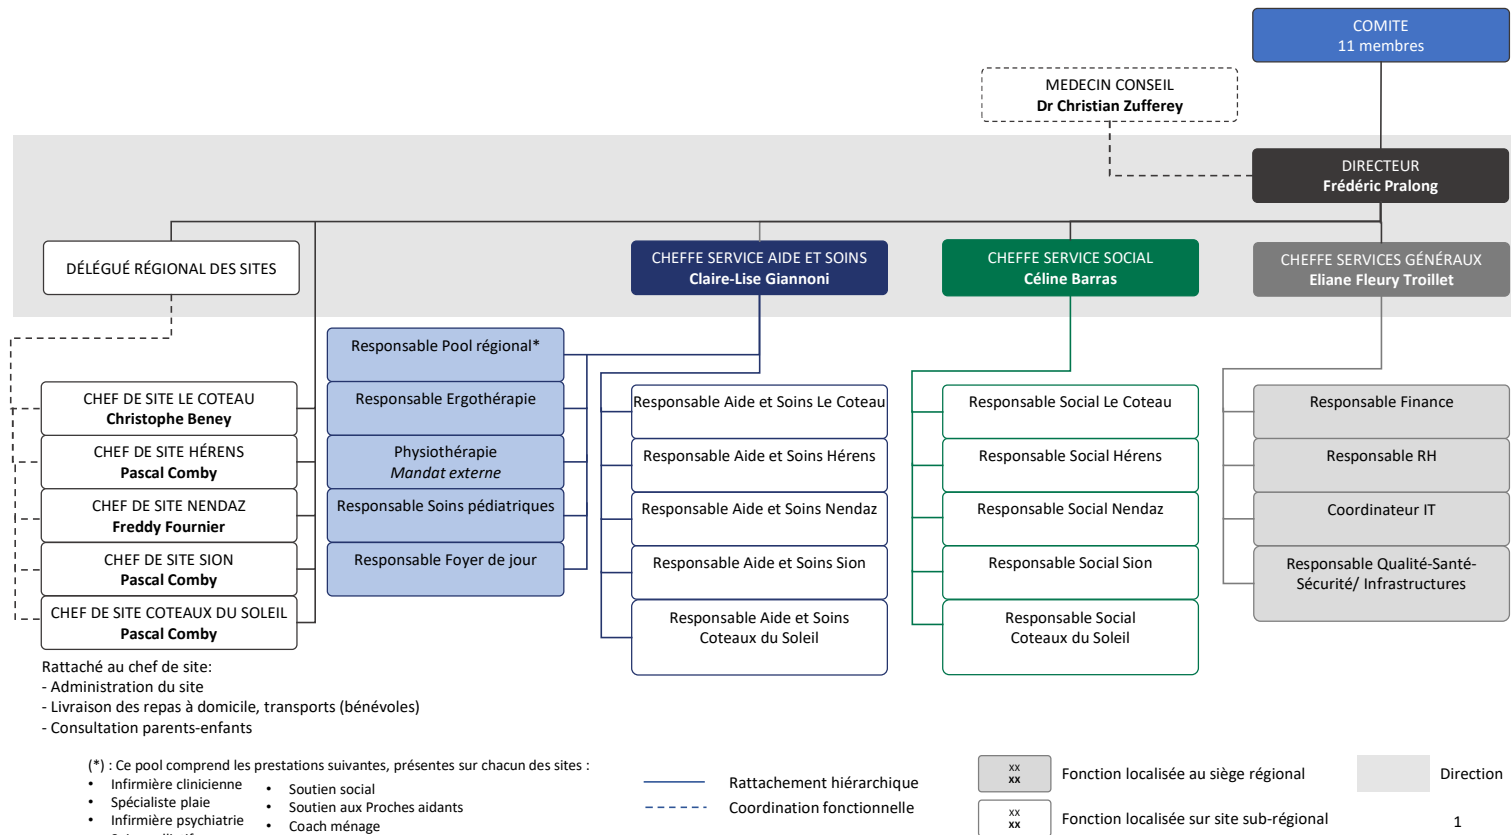 COMITE
11 membres
MEDECIN CONSEIL
Dr Christian Zufferey
DIRECTEUR
Frédéric Pralong
DÉLÉGUÉ RÉGIONAL DES SITES
CHEFFE SERVICE AIDE ET SOINS
Claire-Lise Giannoni
CHEFFE SERVICE SOCIAL
Céline Barras
CHEFFE SERVICES GÉNÉRAUX
Eliane Fleury Troillet
CHEF DE SITE LE COTEAU
Christophe Beney
CHEF DE SITE HÉRENS
Pascal Comby
CHEF DE SITE NENDAZ
Freddy Fournier
CHEF DE SITE SION
Pascal Comby
CHEF DE SITE COTEAUX DU SOLEIL
Pascal Comby
Responsable Pool régional*
Responsable Ergothérapie
Physiothérapie
Mandat externe
Responsable Soins pédiatriques
Responsable Foyer de jour
Responsable Aide et Soins Le Coteau
Responsable Aide et Soins Hérens
Responsable Aide et Soins Nendaz
Responsable Aide et Soins Sion
Responsable Aide et Soins
Coteaux du Soleil
Responsable Social Le Coteau
Responsable Social Hérens
Responsable Social Nendaz
Responsable Social Sion
Responsable Social
Coteaux du Soleil
Responsable Finance
Responsable RH
Coordinateur IT
Responsable Qualité-Santé-
Sécurité/ Infrastructures
Rattaché au chef de site:
- Administration du site
- Livraison des repas à domicile, transports (bénévoles)
- Consultation parents-enfants
(*) : Ce pool comprend les prestations suivantes, présentes sur chacun des sites :
• Infirmière clinicienne
• Spécialiste plaie
• Infirmière psychiatrie
• Soutien social
• Soutien aux Proches aidants
• Coach ménage
Rattachement hiérarchique
Coordination fonctionnelle
xx
xx
Fonction localisée au siège régional
xx
xx
Fonction localisée sur site sub-régional
Direction
1